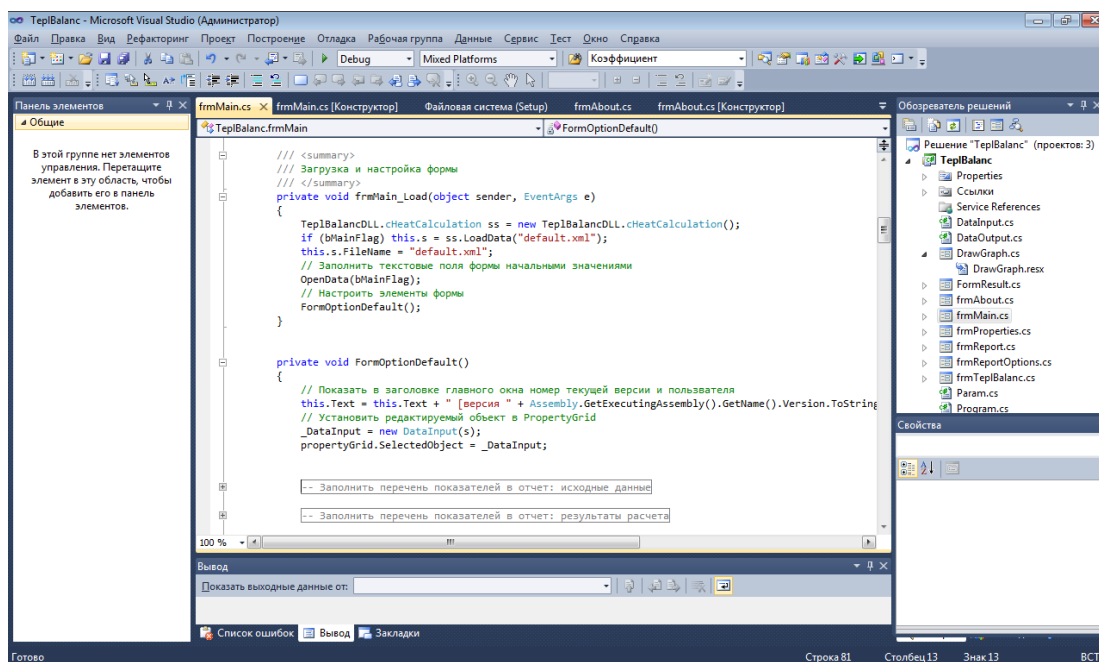 TeplBalanc - Microsoft Visual Studio (Администратор)
Файл Правка Вид Рефакторинг Проект Построение Отладка Рабочая группа Данные Сервис Тест Окно Справка
Debug Mixed Platforms Коэффициент
Панель элементов
Общие
В этой группе нет элементов
управления. Перетащите
элемент в эту область, чтобы
добавить его в панель
элементов.
frmMain.cs frmMain.cs [Конструктор] Файловая система (Setup) frmAbout.cs frmAbout.cs [Конструктор]
TeplBalanc.frmMain FormOptionDefault()
/// <summary>
/// Загрузка и настройка формы
/// </summary>
private void frmMain_Load(object sender, EventArgs e)
{
TeplBalancDLL.cHeatCalculation ss = new TeplBalancDLL.cHeatCalculation();
if (bMainFlag) this.s = ss.LoadData("default.xml");
this.s.FileName = "default.xml";
// Заполнить текстовые поля формы начальными значениями
OpenData(bMainFlag);
// Настроить элементы формы
FormOptionDefault();
}
private void FormOptionDefault()
{
// Показать в заголовке главного окна номер текущей версии и пользвателя
this.Text = this.Text + " [версия " + Assembly.GetExecutingAssembly().GetName().Version.ToString
// Установить редактируемый объект в PropertyGrid
_DataInput = new DataInput(s);
propertyGrid.SelectedObject = _DataInput;
-- Заполнить перечень показателей в отчет: исходные данные
-- Заполнить перечень показателей в отчет: результаты расчета
100 %
Вывод
Показать выходные данные от:
Список ошибок Вывод Закладки
Обозреватель решений
Решение "TeplBalanc" (проектов: 3)
TeplBalanc
Properties
Ссылки
Service References
DataInput.cs
DataOutput.cs
DrawGraph.cs
DrawGraph.resx
FormResult.cs
frmAbout.cs
frmMain.cs
frmProperties.cs
frmReport.cs
frmReportOptions.cs
frmTeplBalanc.cs
Param.cs
Program.cs
Свойства
Готово Строка 81 Столбец 13 Знак 13 ВСТ